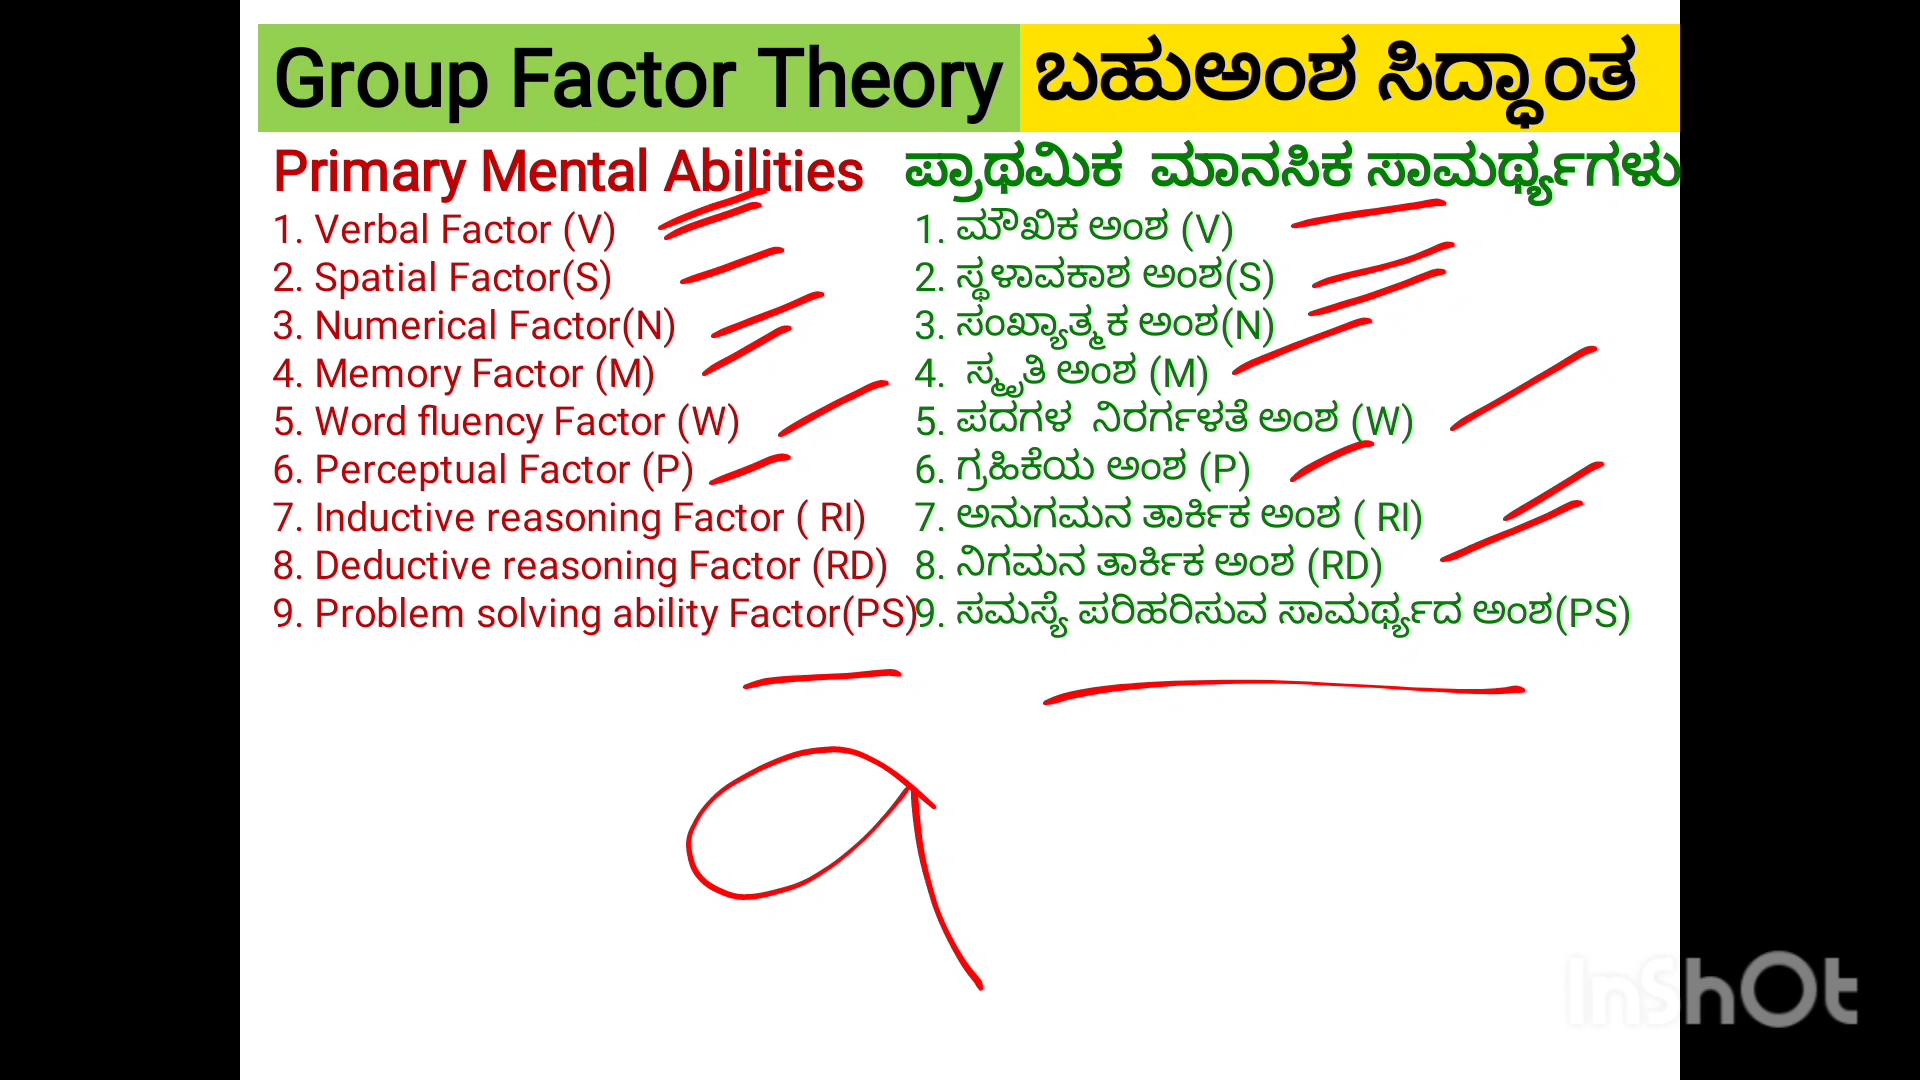 Group Factor Theory ಬಹುಅಂಶ ಸಿದ್ಧಾಂತ
Primary Mental Abilities
1. Verbal Factor (V)
2. Spatial Factor(S)
3. Numerical Factor(N)
4. Memory Factor (M)
5. Word fluency Factor (W)
6. Perceptual Factor (P)
7. Inductive reasoning Factor ( RI)
8. Deductive reasoning Factor (RD)
9. Problem solving ability Factor(PS)
ಪ್ರಾಥಮಿಕ ಮಾನಸಿಕ ಸಾಮರ್ಥ್ಯಗಳು
1. ಮೌಖಿಕ ಅಂಶ (V)
2. ಸ್ಥಳಾವಕಾಶ ಅಂಶ(S)
3. ಸಂಖ್ಯಾತ್ಮಕ ಅಂಶ(N)
4. ಸ್ಮೃತಿ ಅಂಶ (M)
5. ಪದಗಳ ನಿರರ್ಗಳತೆ ಅಂಶ (W)
6. ಗ್ರಹಿಕೆಯ ಅಂಶ (P)
7. ಅನುಗಮನ ತಾರ್ಕಿಕ ಅಂಶ ( RI)
8. ನಿಗಮನ ತಾರ್ಕಿಕ ಅಂಶ (RD)
9. ಸಮಸ್ಯೆ ಪರಿಹರಿಸುವ ಸಾಮರ್ಥ್ಯದ ಅಂಶ(PS)
9
InShOt